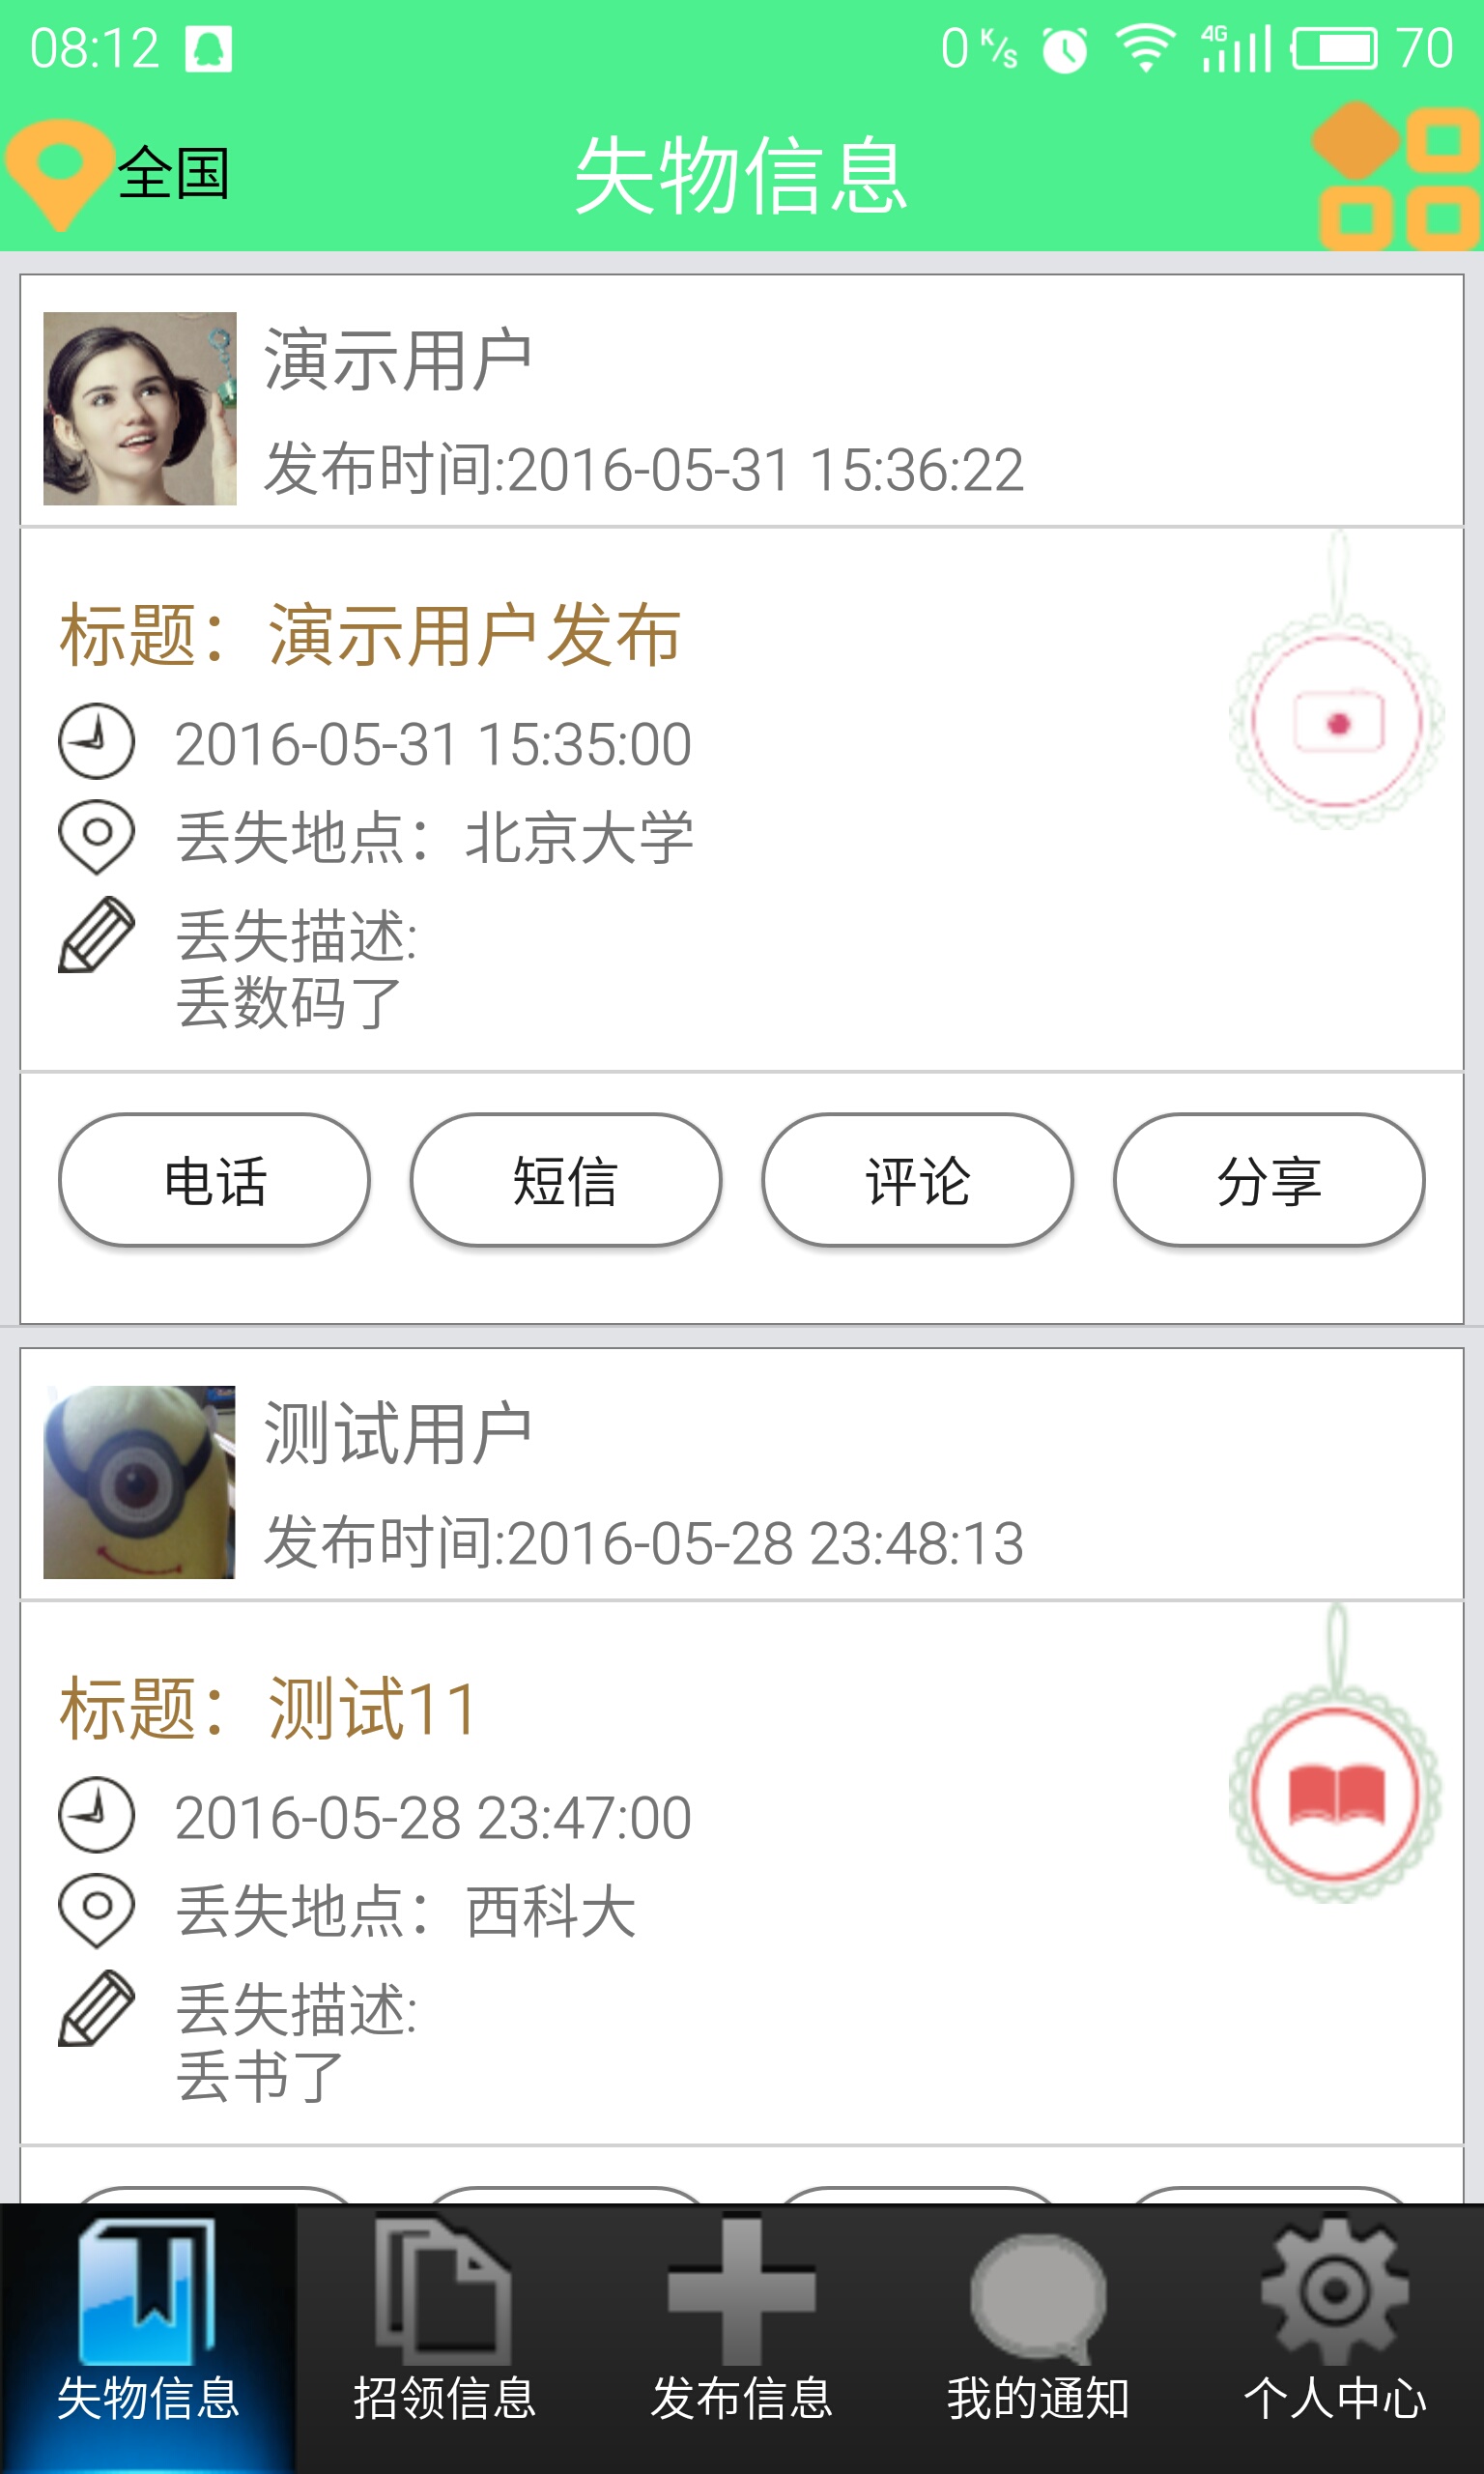 08:12 0 K/s 4G 70
全国 失物信息
演示用户
发布时间:2016-05-31 15:36:22
标题：演示用户发布
2016-05-31 15:35:00
丢失地点：北京大学
丢失描述:
丢数码了
电话 短信 评论 分享
测试用户
发布时间:2016-05-28 23:48:13
标题：测试11
2016-05-28 23:47:00
丢失地点：西科大
丢失描述:
丢书了
失物信息 招领信息 发布信息 我的通知 个人中心